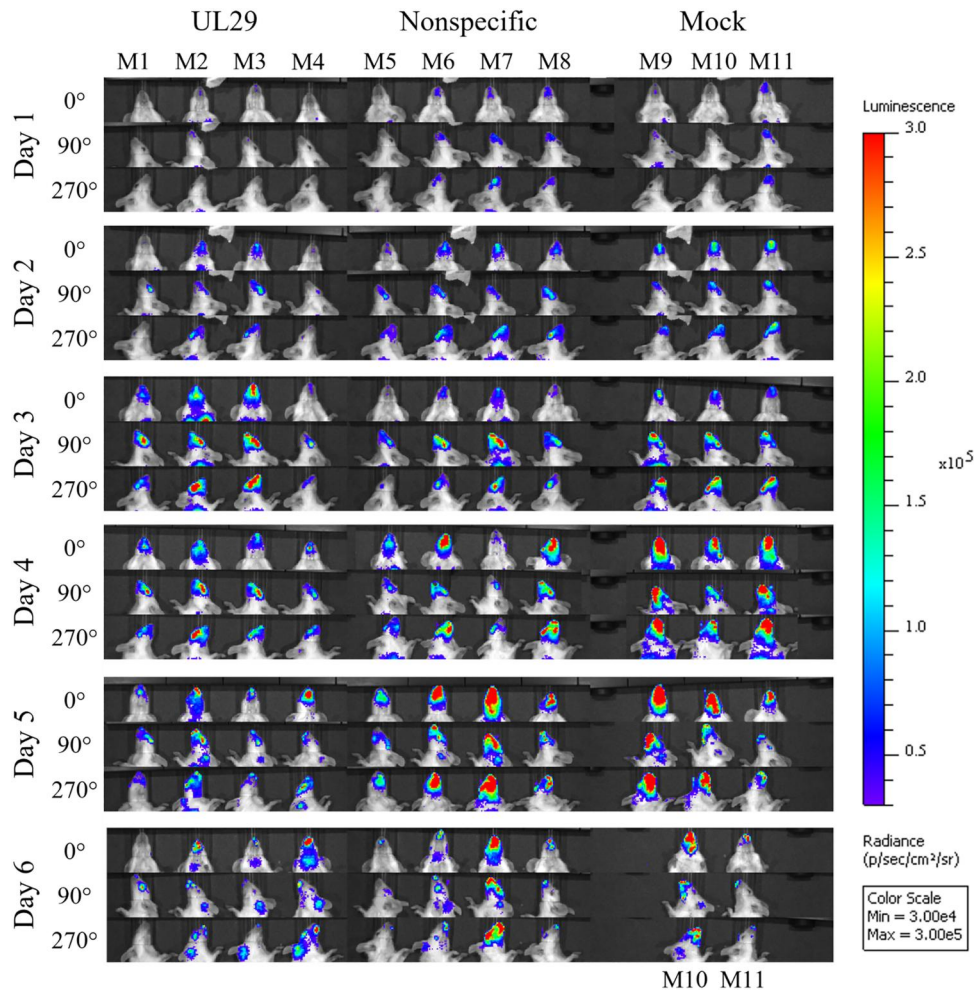 UL29 Nonspecific Mock
M1 M2 M3 M4 M5 M6 M7 M8 M9 M10 M11
Day 1
0°
90°
270°
Day 2
0°
90°
270°
Day 3
0°
90°
270°
Day 4
0°
90°
270°
Day 5
0°
90°
270°
Day 6
0°
90°
270°
M10 M11
Luminescence
3.0
2.5
2.0
x10⁵
1.5
1.0
0.5
Radiance
(p/sec/cm²/sr)
Color Scale
Min = 3.00e4
Max = 3.00e5